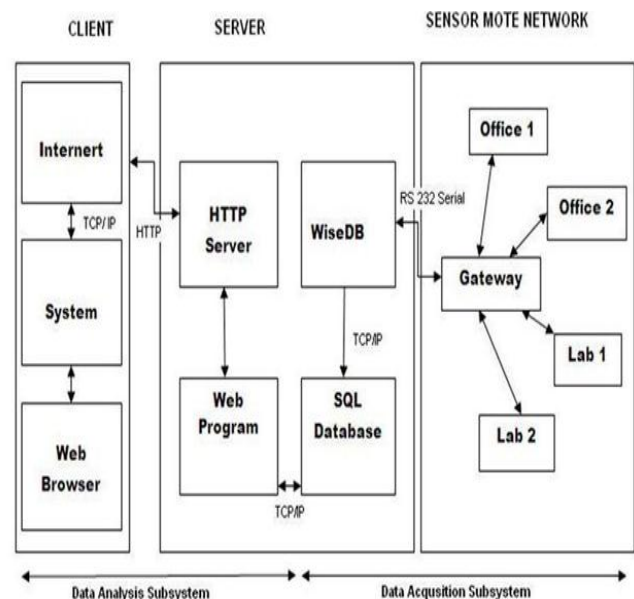 CLIENT
SERVER
SENSOR MOTE NETWORK
Internert
TCP/IP
System
Web
Browser
HTTP
HTTP
Server
Web
Program
TCP/IP
WiseDB
TCP/IP
SQL
Database
RS 232 Serial
Office 1
Office 2
Gateway
Lab 1
Lab 2
Data Analysis Subsystem
Data Acqusition Subsystem